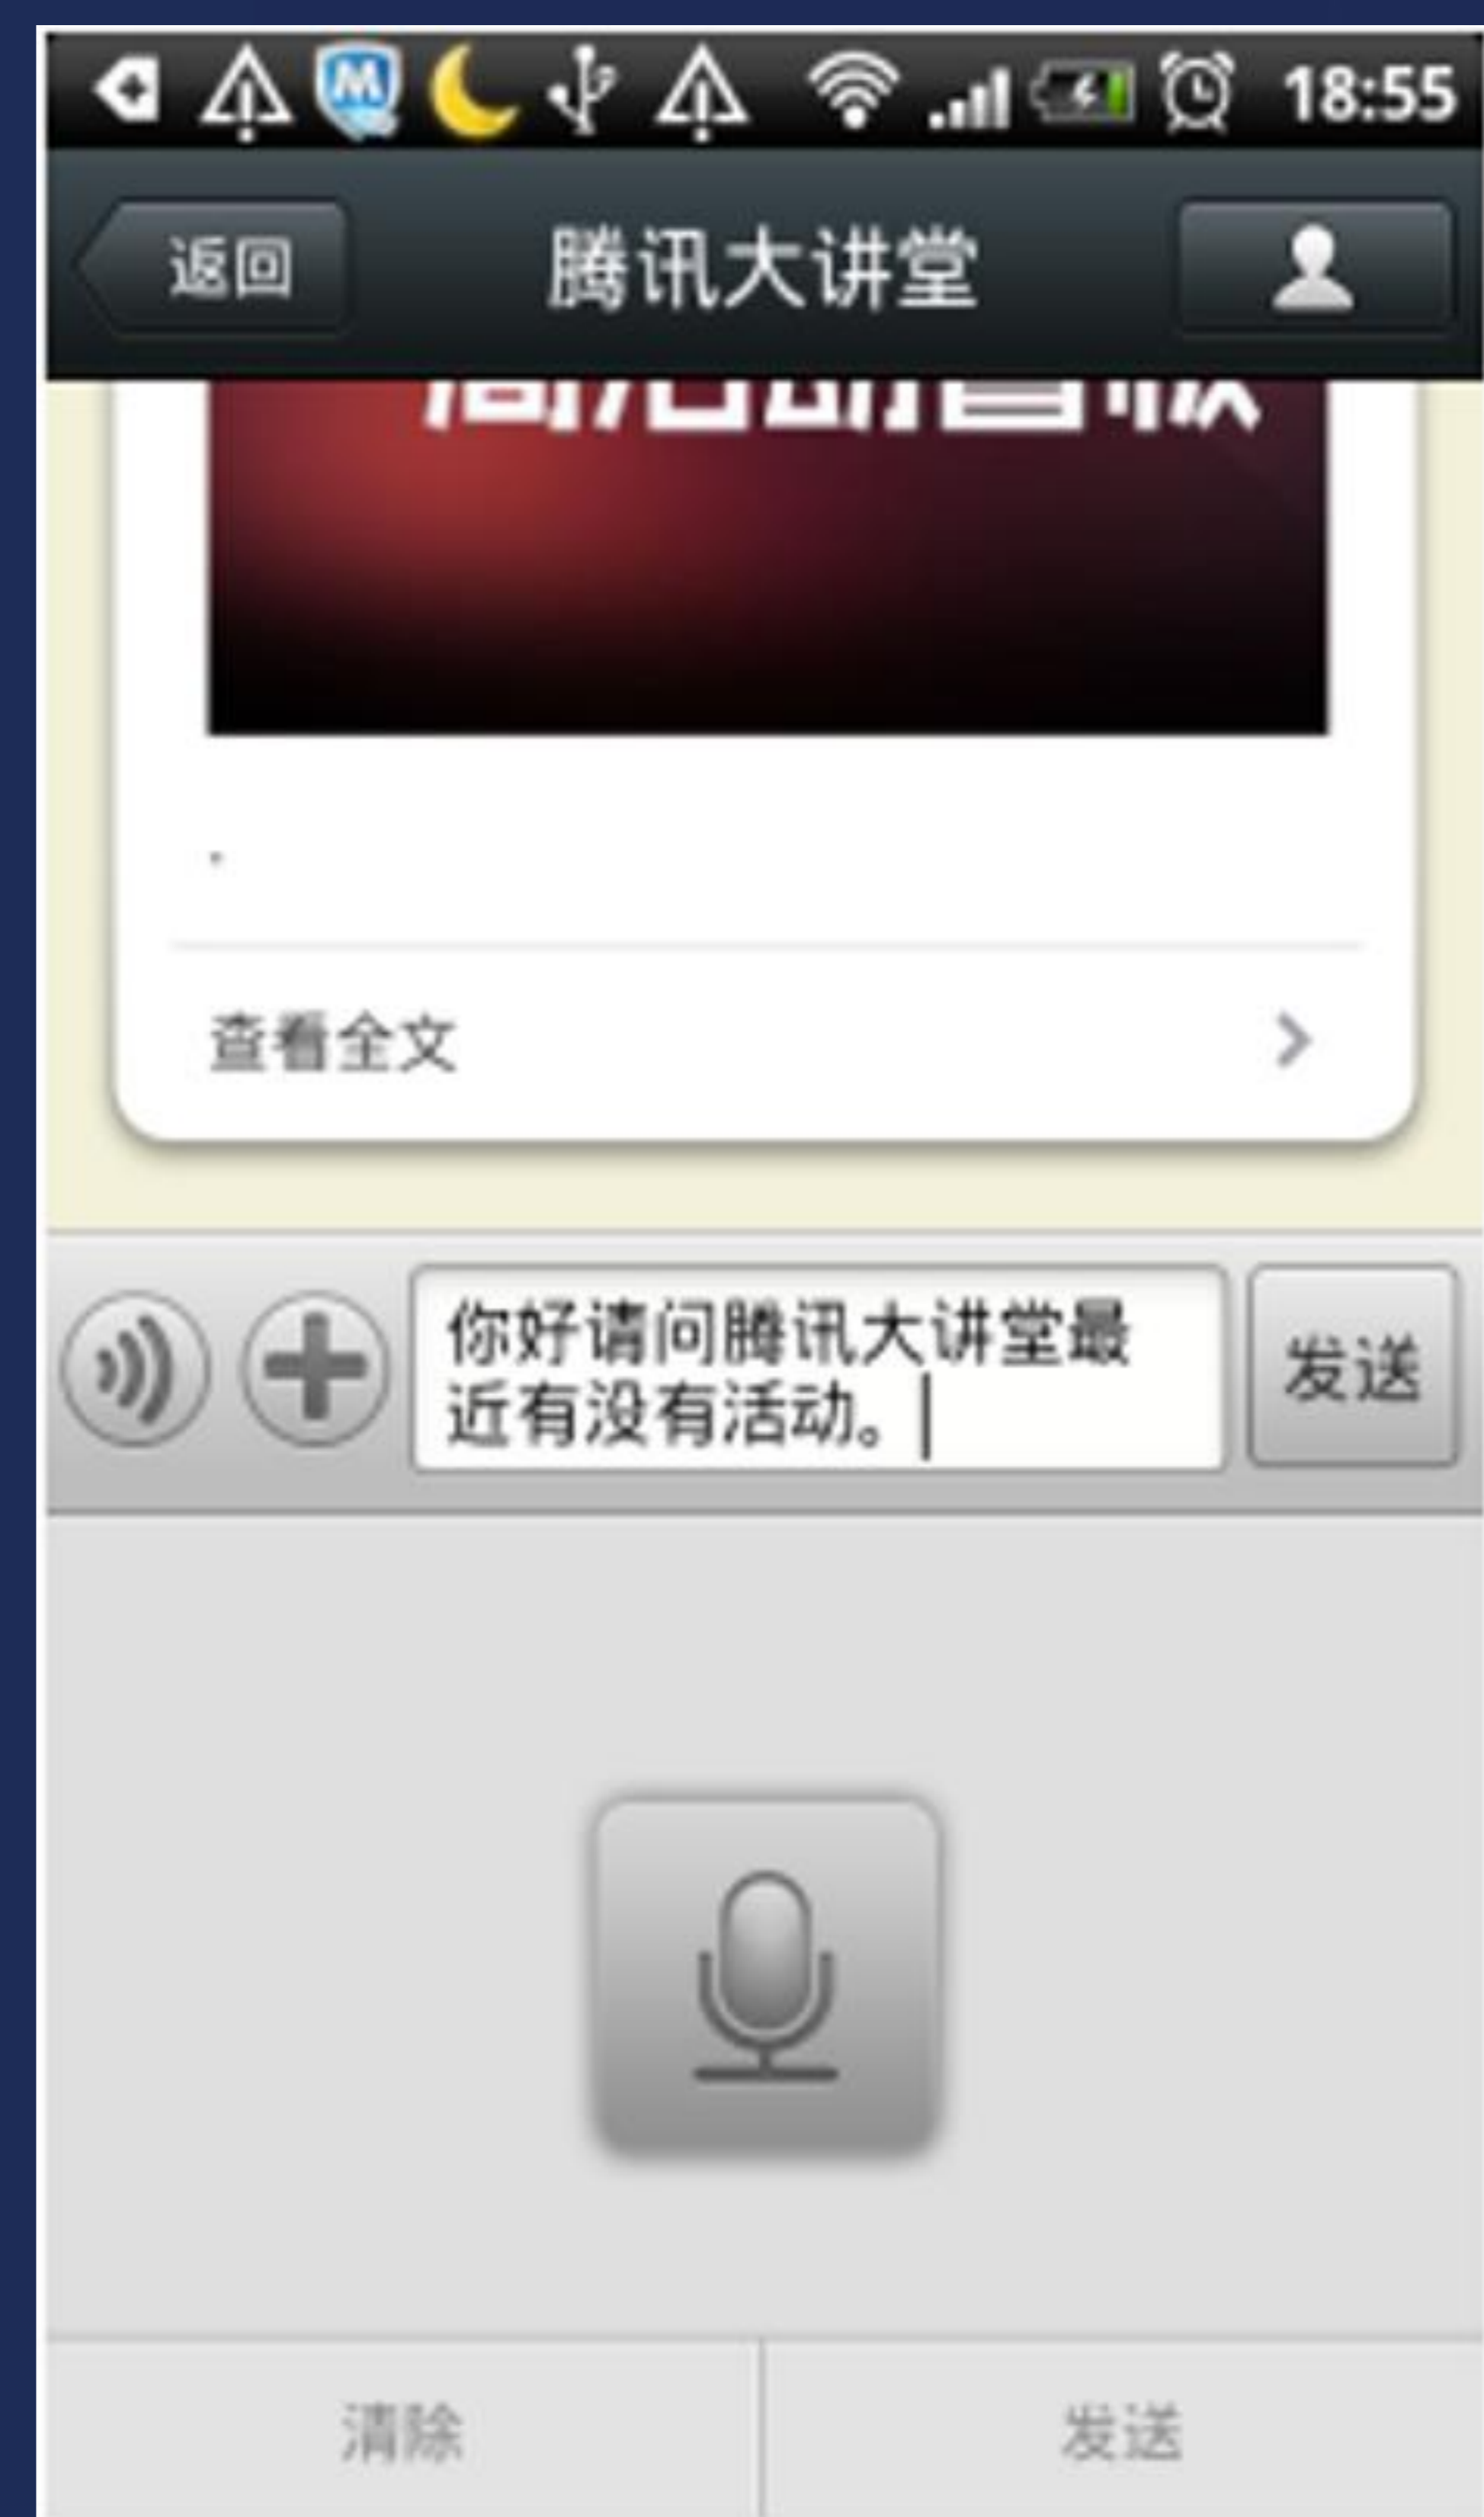 18:55
返回
腾讯大讲堂
查看全文
你好请问腾讯大讲堂最
近有没有活动。
发送
清除
发送